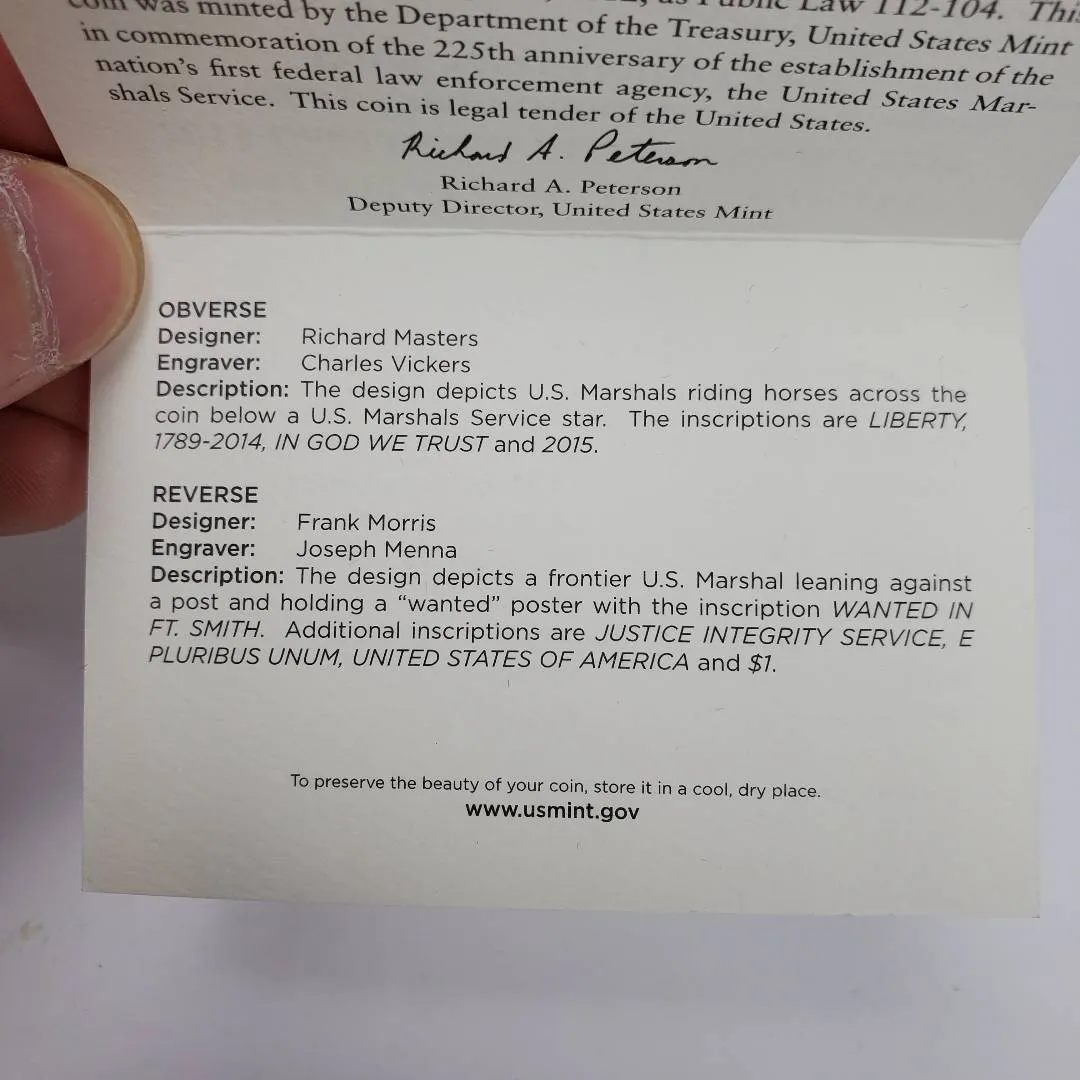 coin was minted by the Department of the Treasury, United States Mint
in commemoration of the 225th anniversary of the establishment of the
nation's first federal law enforcement agency, the United States Mar-
shals Service. This coin is legal tender of the United States.
Richard A. Peterson
Richard A. Peterson
Deputy Director, United States Mint
OBVERSE
Designer: Richard Masters
Engraver: Charles Vickers
Description: The design depicts U.S. Marshals riding horses across the
coin below a U.S. Marshals Service star. The inscriptions are LIBERTY,
1789-2014, IN GOD WE TRUST and 2015.
REVERSE
Designer: Frank Morris
Engraver: Joseph Menna
Description: The design depicts a frontier U.S. Marshal leaning against
a post and holding a “wanted” poster with the inscription WANTED IN
FT. SMITH. Additional inscriptions are JUSTICE INTEGRITY SERVICE, E
PLURIBUS UNUM, UNITED STATES OF AMERICA and $1.
To preserve the beauty of your coin, store it in a cool, dry place.
www.usmint.gov